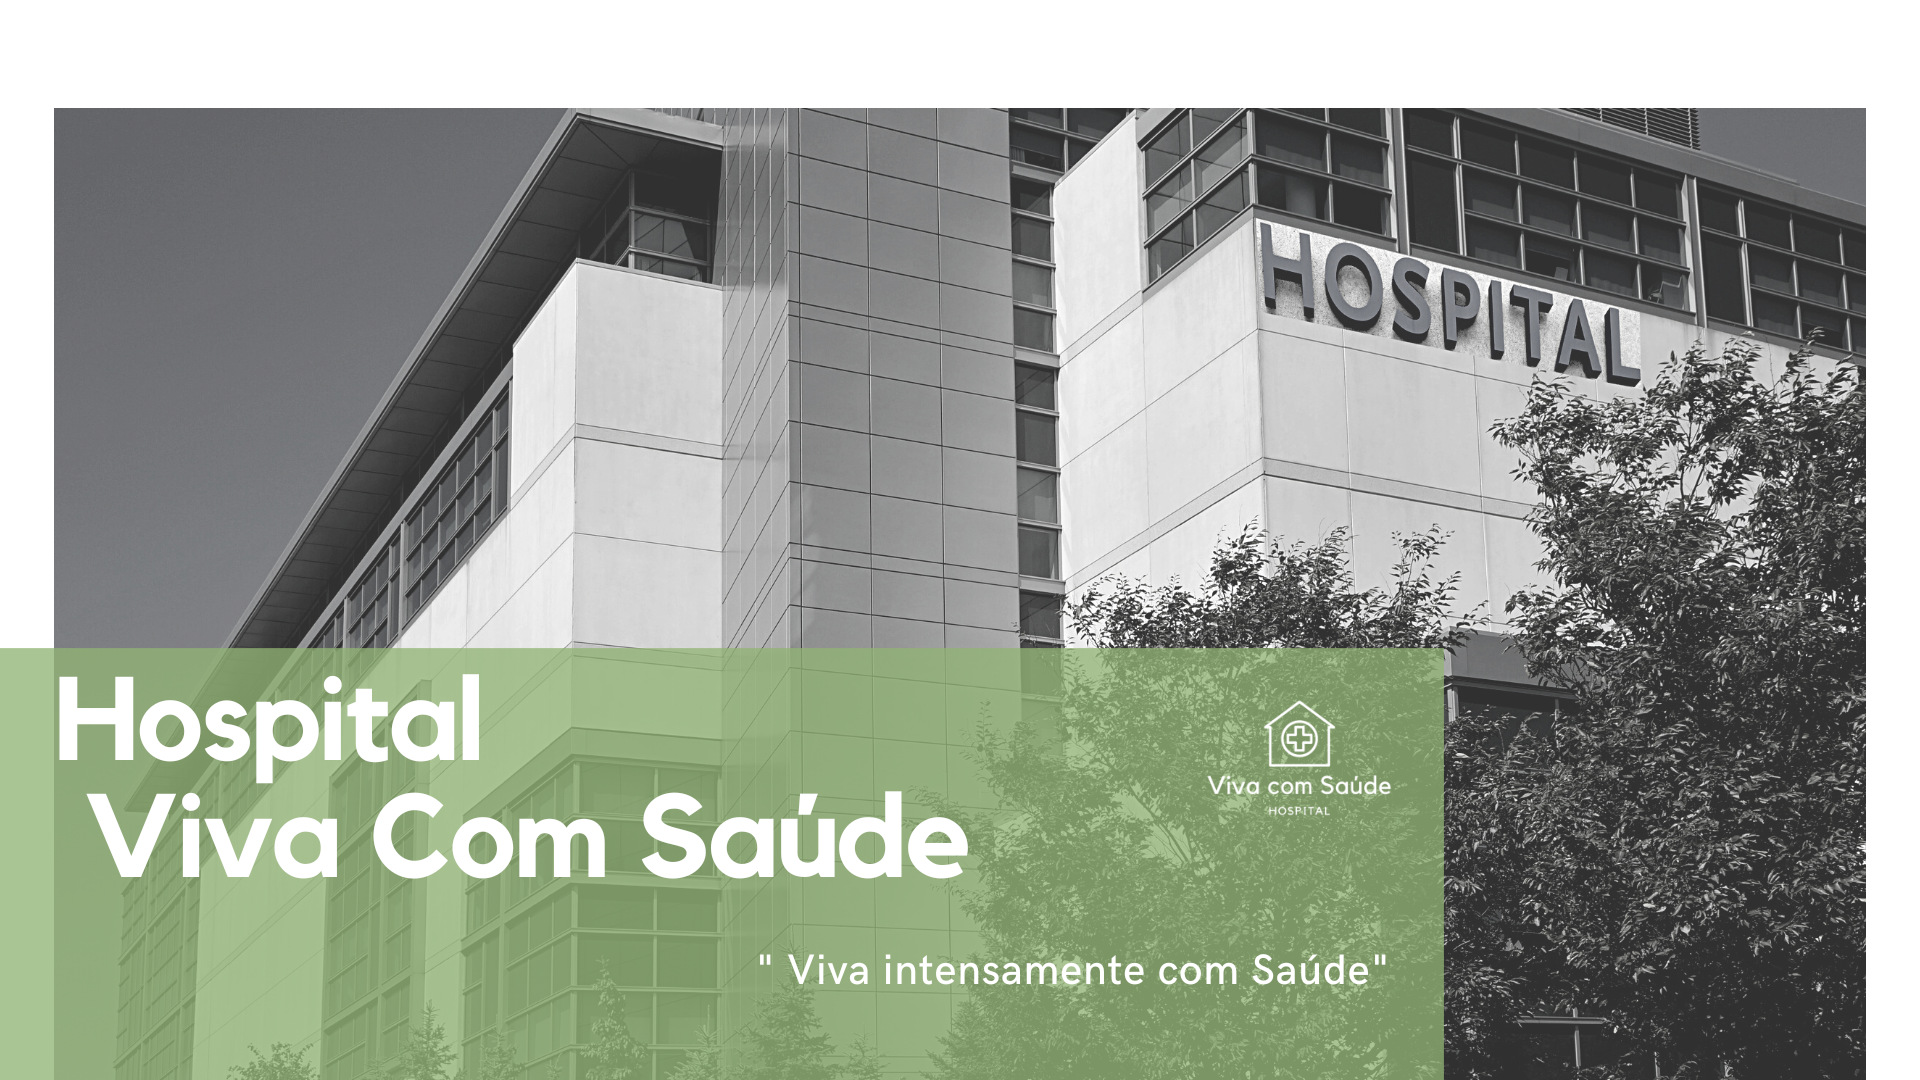 HOSPITAL
Hospital
Viva Com Saúde
Viva com Saúde
HOSPITAL
" Viva intensamente com Saúde"